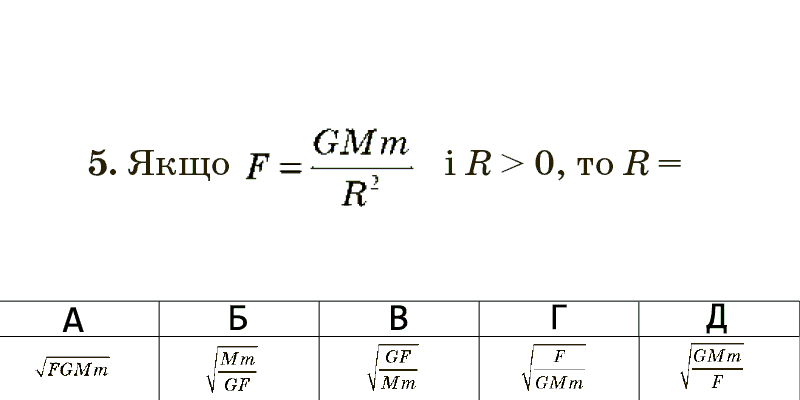 5. Якщо F = GMm/R² і R > 0, то R =
А Б В Г Д
√(FGMm) √(Mm/GF) √(GF/Mm) √(F/GMm) √(GMm/F)